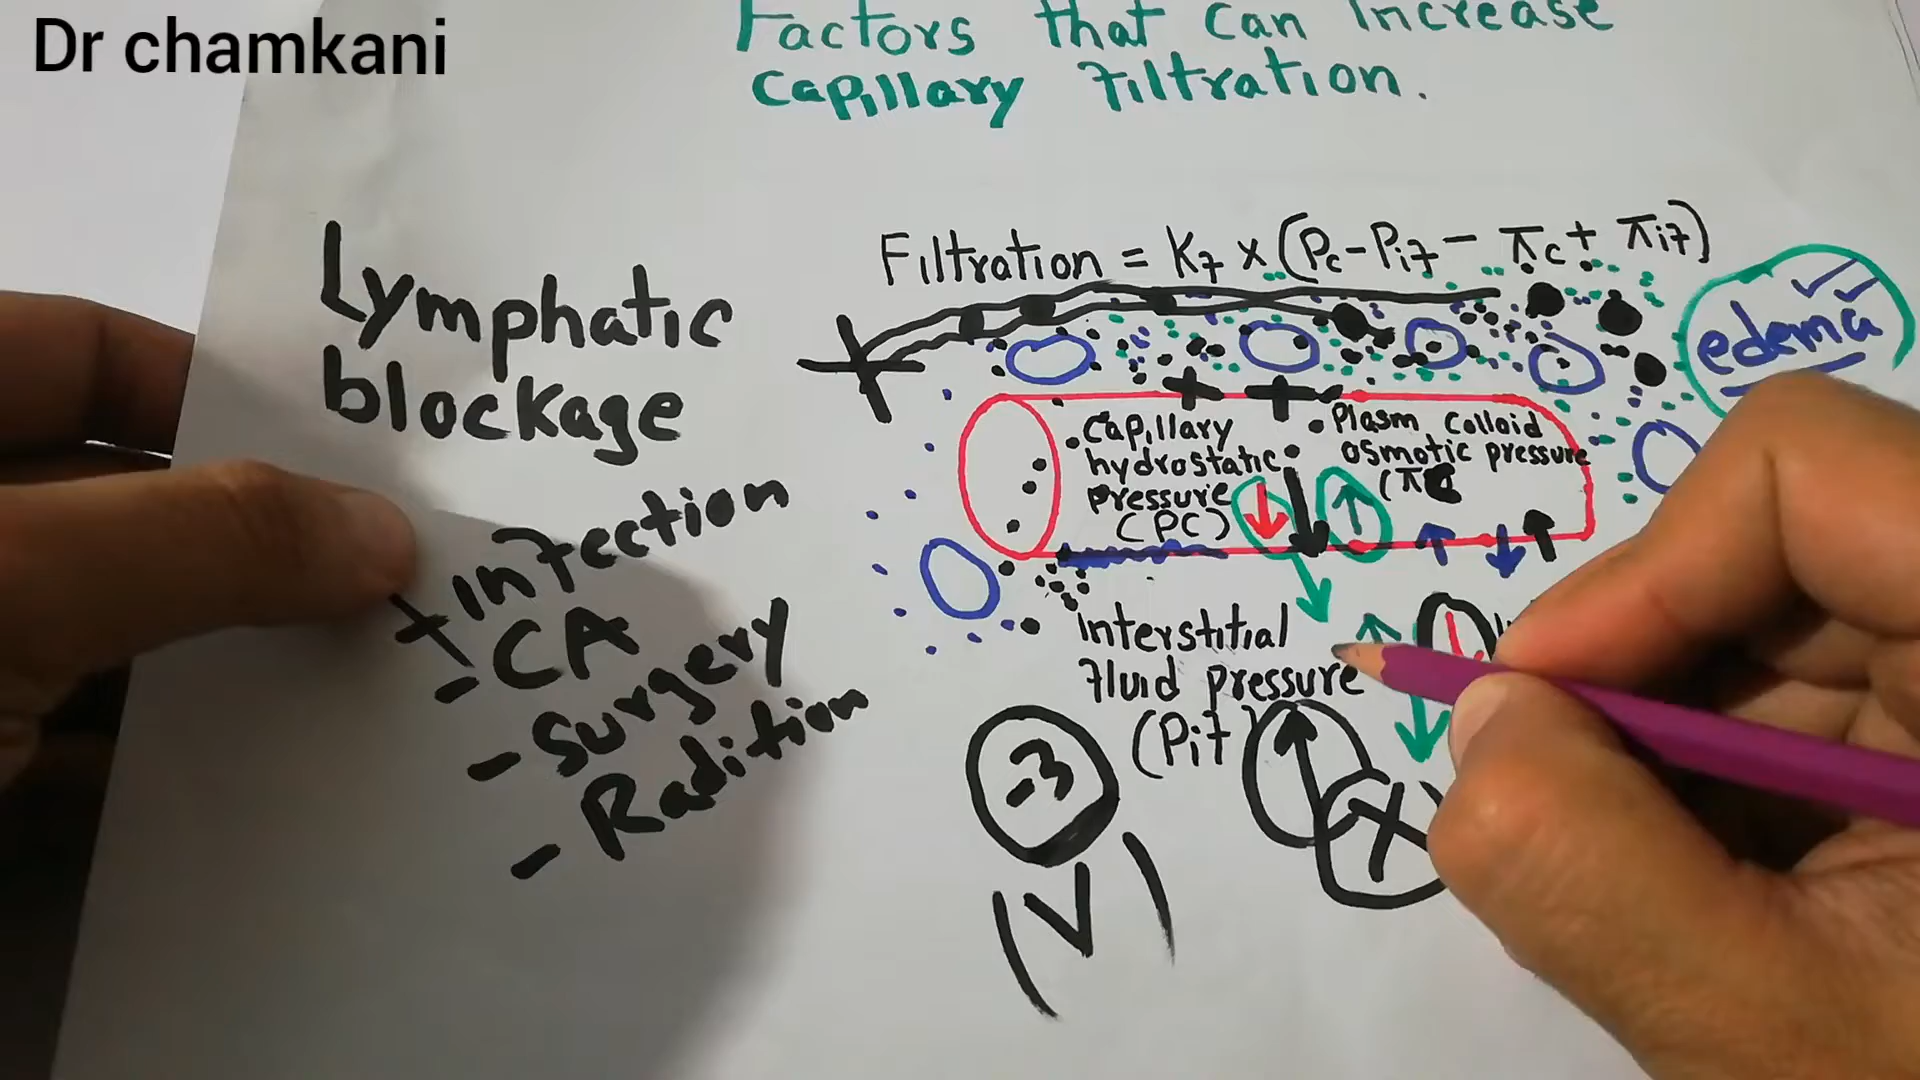 Dr chamkani
Factors that can increase
capillary filtration.
Filtration = Kf x (Pc - Pif - πc + πif)
Lymphatic
blockage
edema
capillary
hydrostatic
pressure
(PC)
Plasm colloid
osmotic pressure
(πC
infection
- CA
- surgery
- Radition
Interstitial
fluid pressure
(Pif)
-3